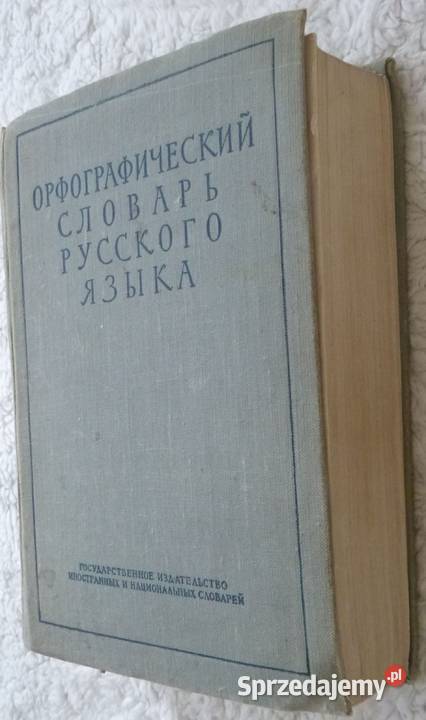 ОРФОГРАФИЧЕСКИЙ
СЛОВАРЬ
РУССКОГО
ЯЗЫКА
ГОСУДАРСТВЕННОЕ ИЗДАТЕЛЬСТВО
ИНОСТРАННЫХ И НАЦИОНАЛЬНЫХ СЛОВАРЕЙ
Sprzedajemy.pl